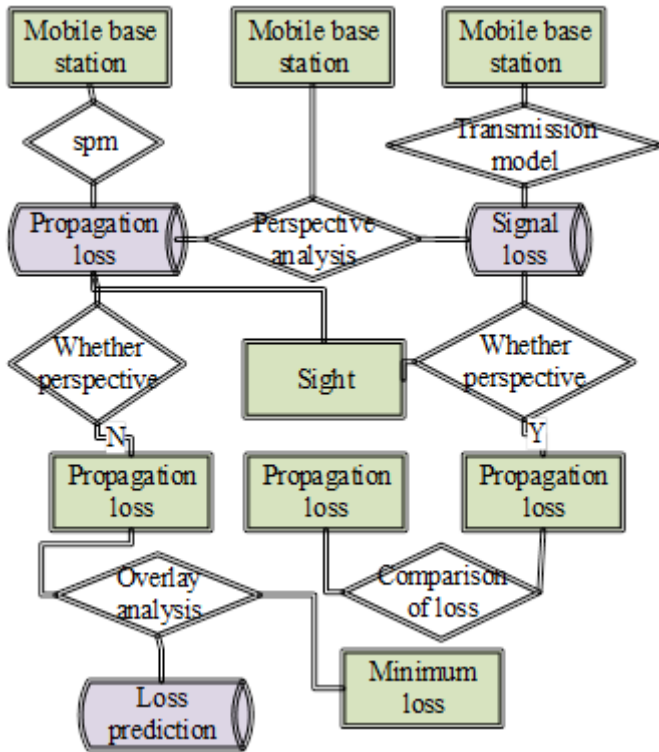 Mobile base
station
Mobile base
station
Mobile base
station
spm
Transmission
model
Propagation
loss
Perspective
analysis
Signal
loss
Whether
perspective
Sight
Whether
perspective
N
Y
Propagation
loss
Propagation
loss
Propagation
loss
Overlay
analysis
Comparison
of loss
Minimum
loss
Loss
prediction